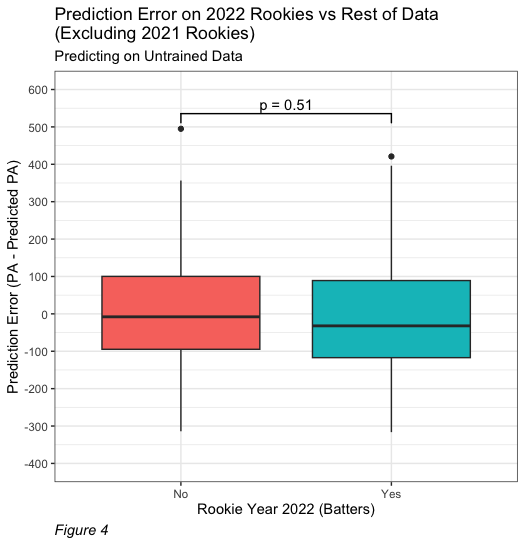 Prediction Error on 2022 Rookies vs Rest of Data
(Excluding 2021 Rookies)
Predicting on Untrained Data
Prediction Error (PA - Predicted PA)
600
500
400
300
200
100
0
-100
-200
-300
-400
p = 0.51
No
Yes
Rookie Year 2022 (Batters)
Figure 4